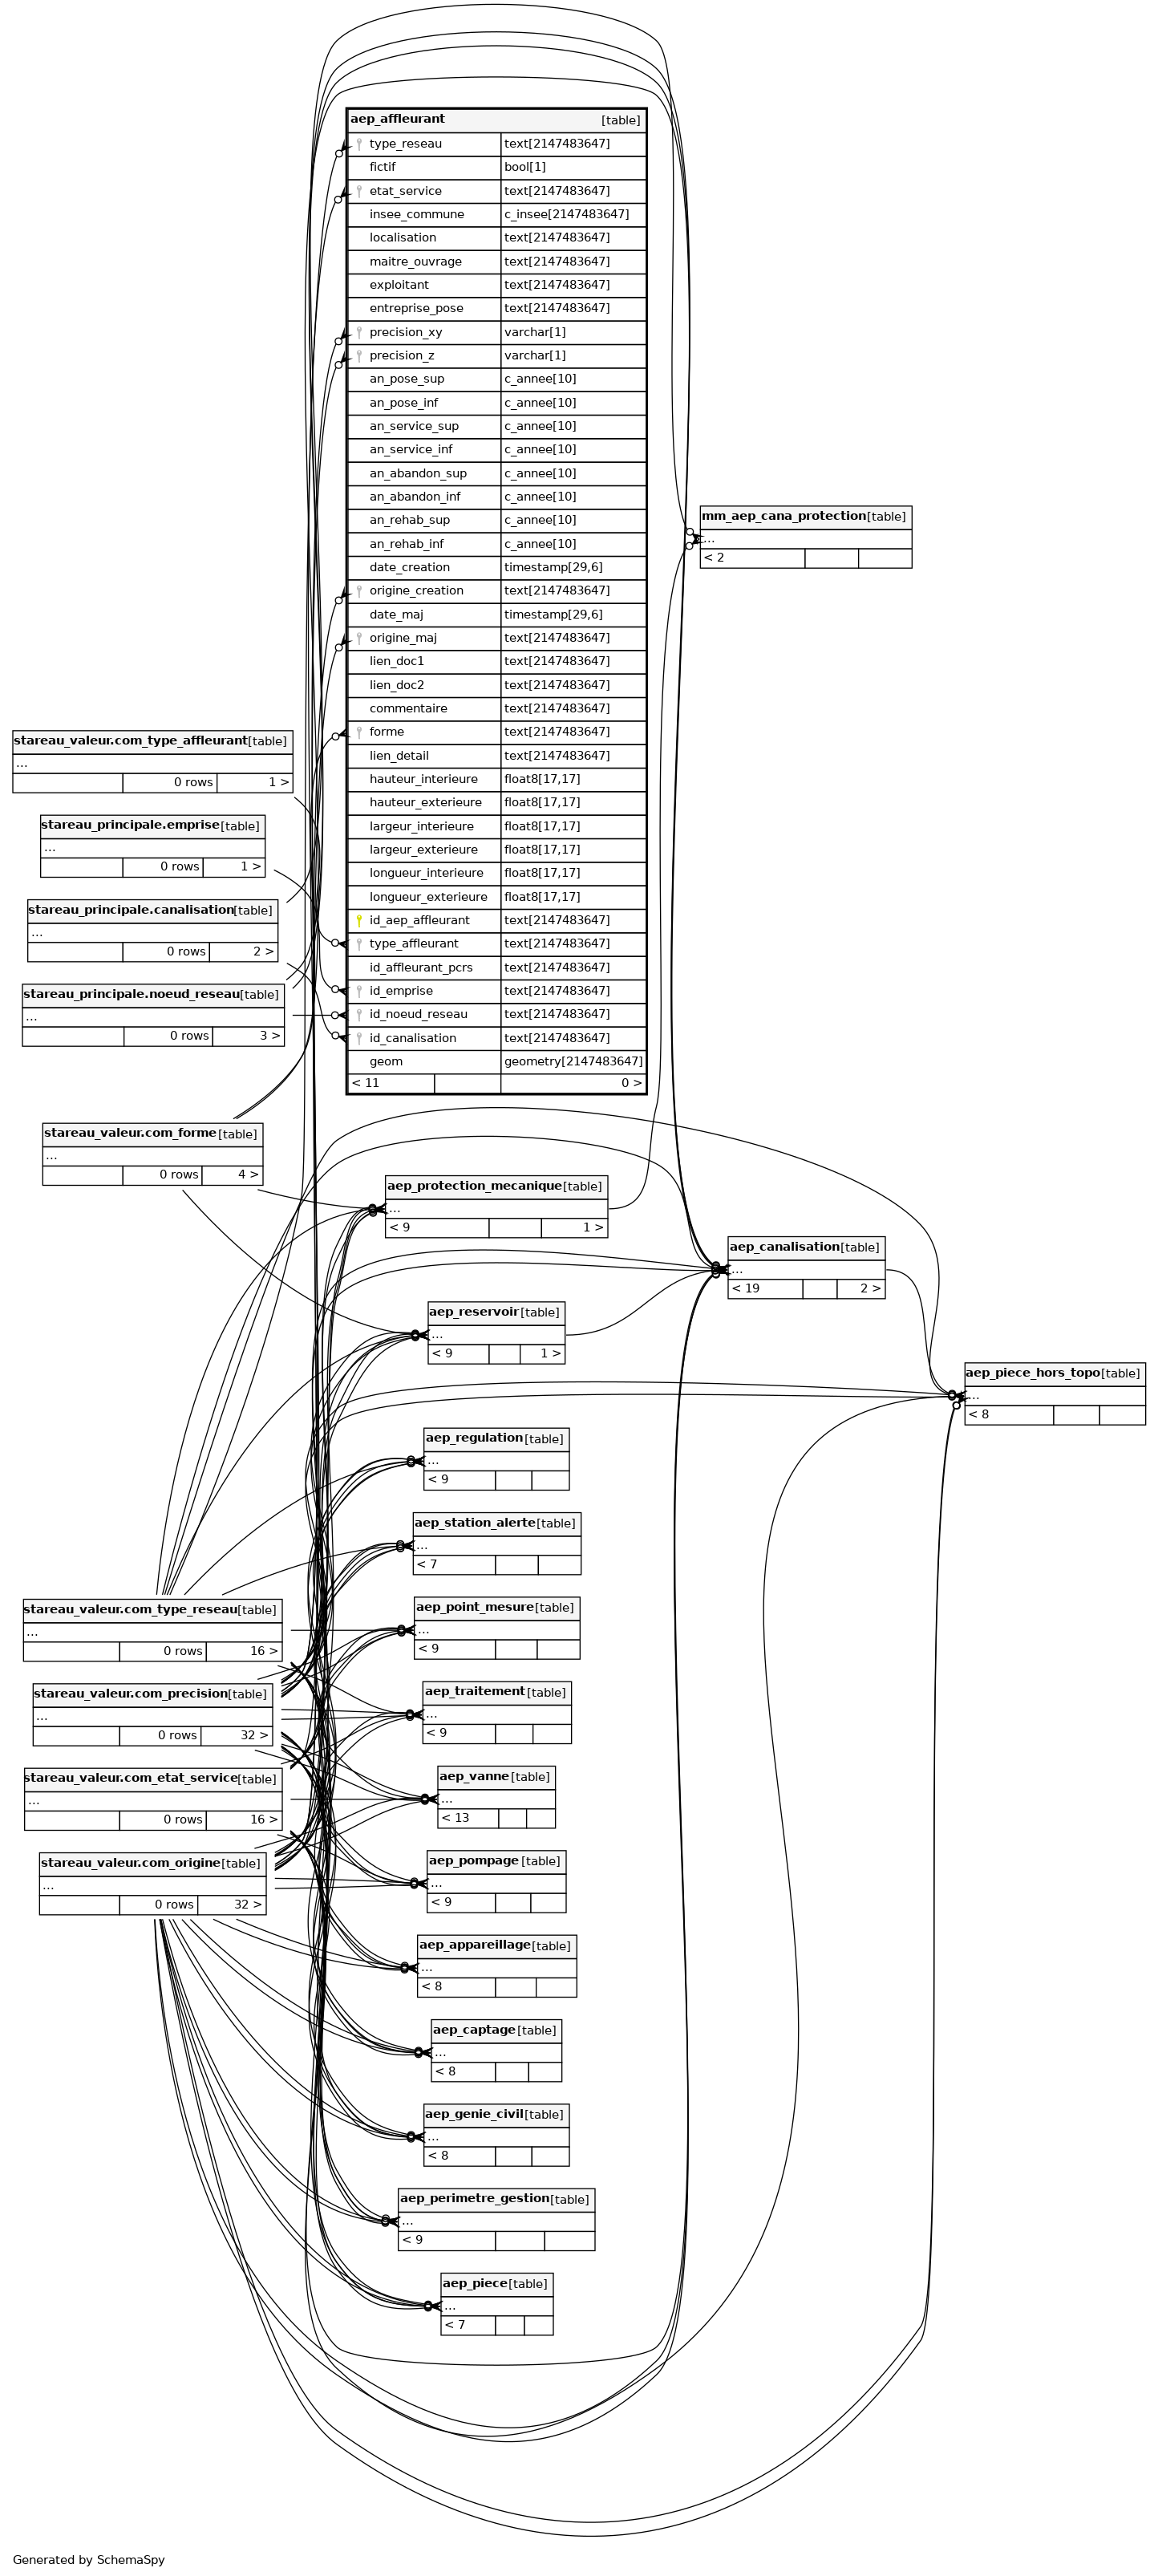 aep_affleurant [table]
type_reseau text[2147483647]
fictif bool[1]
etat_service text[2147483647]
insee_commune c_insee[2147483647]
localisation text[2147483647]
maitre_ouvrage text[2147483647]
exploitant text[2147483647]
entreprise_pose text[2147483647]
precision_xy varchar[1]
precision_z varchar[1]
an_pose_sup c_annee[10]
an_pose_inf c_annee[10]
an_service_sup c_annee[10]
an_service_inf c_annee[10]
an_abandon_sup c_annee[10]
an_abandon_inf c_annee[10]
an_rehab_sup c_annee[10]
an_rehab_inf c_annee[10]
date_creation timestamp[29,6]
origine_creation text[2147483647]
date_maj timestamp[29,6]
origine_maj text[2147483647]
lien_doc1 text[2147483647]
lien_doc2 text[2147483647]
commentaire text[2147483647]
forme text[2147483647]
lien_detail text[2147483647]
hauteur_interieure float8[17,17]
hauteur_exterieure float8[17,17]
largeur_interieure float8[17,17]
largeur_exterieure float8[17,17]
longueur_interieure float8[17,17]
longueur_exterieure float8[17,17]
id_aep_affleurant text[2147483647]
type_affleurant text[2147483647]
id_affleurant_pcrs text[2147483647]
id_emprise text[2147483647]
id_noeud_reseau text[2147483647]
id_canalisation text[2147483647]
geom geometry[2147483647]
< 11 0 >
mm_aep_cana_protection [table]
...
< 2
stareau_valeur.com_type_affleurant [table]
...
0 rows 1 >
stareau_principale.emprise [table]
...
0 rows 1 >
stareau_principale.canalisation [table]
...
0 rows 2 >
stareau_principale.noeud_reseau [table]
...
0 rows 3 >
stareau_valeur.com_forme [table]
...
0 rows 4 >
aep_protection_mecanique [table]
...
< 9 1 >
aep_canalisation [table]
...
< 19 2 >
aep_reservoir [table]
...
< 9 1 >
aep_piece_hors_topo [table]
...
< 8
aep_regulation [table]
...
< 9
aep_station_alerte [table]
...
< 7
stareau_valeur.com_type_reseau [table]
...
0 rows 16 >
aep_point_mesure [table]
...
< 9
stareau_valeur.com_precision [table]
...
0 rows 32 >
aep_traitement [table]
...
< 9
stareau_valeur.com_etat_service [table]
...
0 rows 16 >
aep_vanne [table]
...
< 13
stareau_valeur.com_origine [table]
...
0 rows 32 >
aep_pompage [table]
...
< 9
aep_appareillage [table]
...
< 8
aep_captage [table]
...
< 8
aep_genie_civil [table]
...
< 8
aep_perimetre_gestion [table]
...
< 9
aep_piece [table]
...
< 7
Generated by SchemaSpy